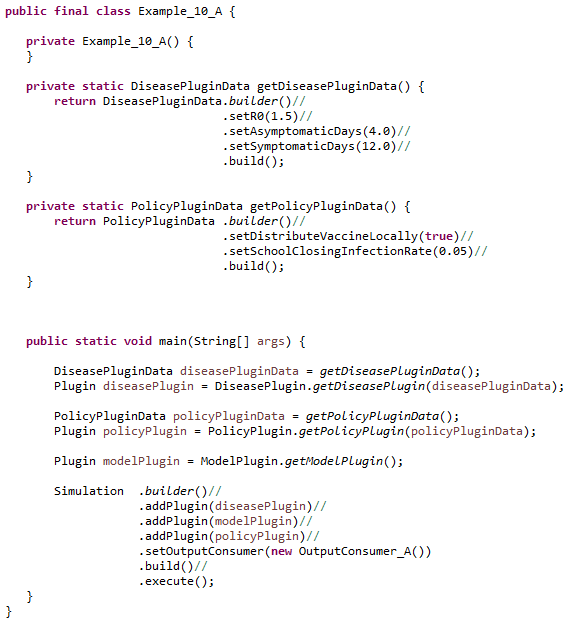 public final class Example_10_A {
private Example_10_A() {
}
private static DiseasePluginData getDiseasePluginData() {
return DiseasePluginData.builder()//
.setR0(1.5)//
.setAsymptomaticDays(4.0)//
.setSymptomaticDays(12.0)//
.build();
}
private static PolicyPluginData getPolicyPluginData() {
return PolicyPluginData .builder()//
.setDistributeVaccineLocally(true)//
.setSchoolClosingInfectionRate(0.05)//
.build();
}
public static void main(String[] args) {
DiseasePluginData diseasePluginData = getDiseasePluginData();
Plugin diseasePlugin = DiseasePlugin.getDiseasePlugin(diseasePluginData);
PolicyPluginData policyPluginData = getPolicyPluginData();
Plugin policyPlugin = PolicyPlugin.getPolicyPlugin(policyPluginData);
Plugin modelPlugin = ModelPlugin.getModelPlugin();
Simulation .builder()//
.addPlugin(diseasePlugin)//
.addPlugin(modelPlugin)//
.addPlugin(policyPlugin)//
.setOutputConsumer(new OutputConsumer_A())
.build()//
.execute();
}
}